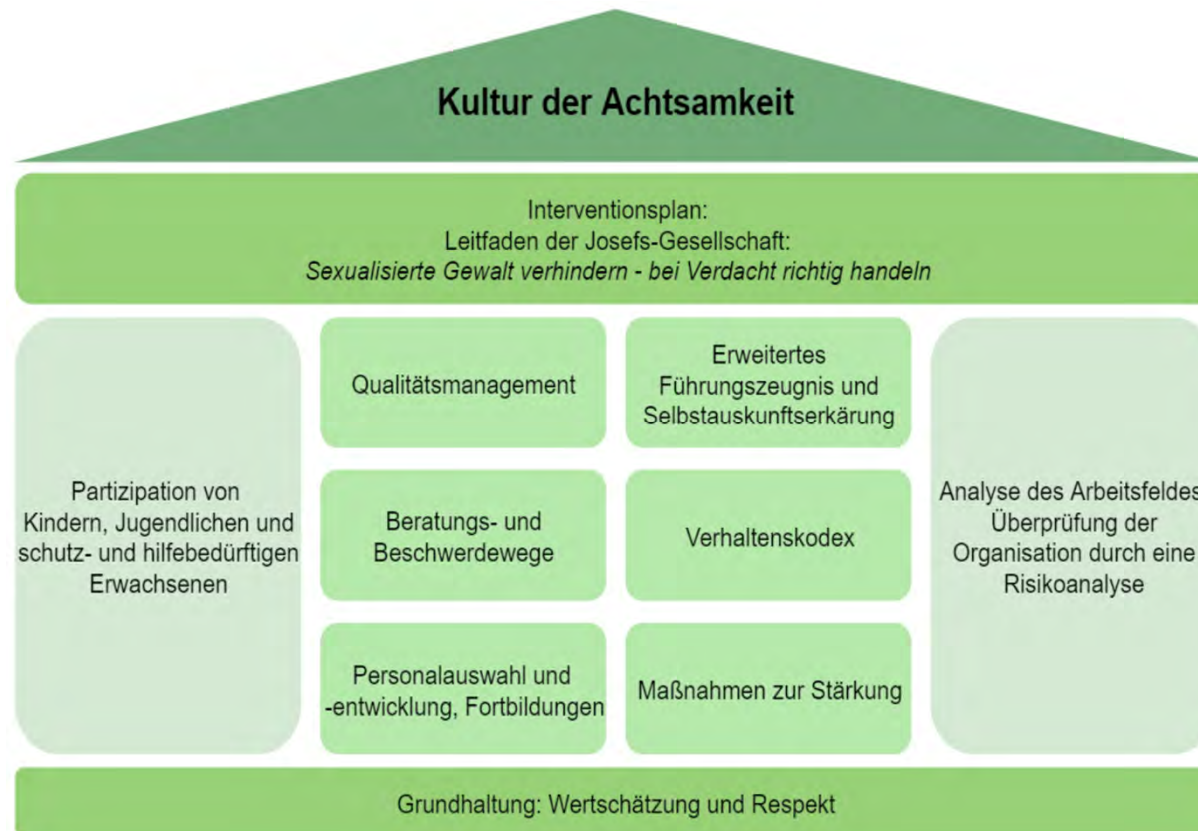 Kultur der Achtsamkeit
Interventionsplan:
Leitfaden der Josefs-Gesellschaft:
Sexualisierte Gewalt verhindern - bei Verdacht richtig handeln
Partizipation von
Kindern, Jugendlichen und
schutz- und hilfebedürftigen
Erwachsenen
Qualitätsmanagement
Erweitertes
Führungszeugnis und
Selbstauskunftserkärung
Beratungs- und
Beschwerdewege
Verhaltenskodex
Personalauswahl und
-entwicklung, Fortbildungen
Maßnahmen zur Stärkung
Analyse des Arbeitsfeldes
Überprüfung der
Organisation durch eine
Risikoanalyse
Grundhaltung: Wertschätzung und Respekt